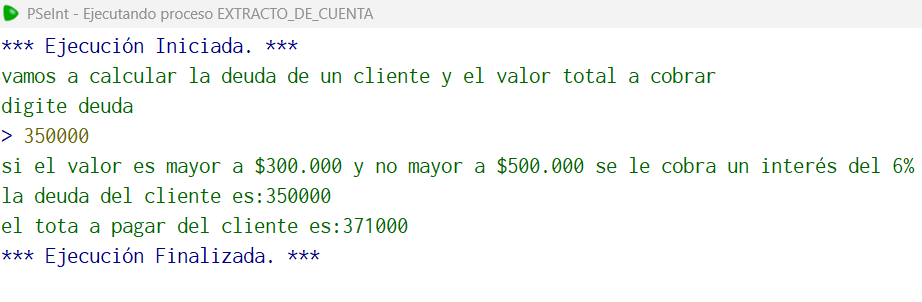 PSeInt - Ejecutando proceso EXTRACTO_DE_CUENTA
*** Ejecución Iniciada. ***
vamos a calcular la deuda de un cliente y el valor total a cobrar
digite deuda
> 350000
si el valor es mayor a $300.000 y no mayor a $500.000 se le cobra un interés del 6%
la deuda del cliente es:350000
el tota a pagar del cliente es:371000
*** Ejecución Finalizada. ***